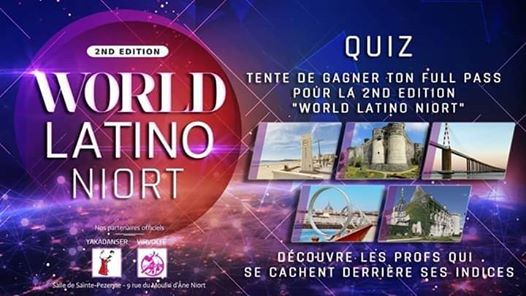 2ND EDITION
WORLD
LATINO
NIORT
Nos partenaires officiels
YAKADANSER VIREVOLTE
Salle de Sainte-Pezenne - 9 rue du Moulin d'Âne Niort
QUIZ
TENTE DE GAGNER TON FULL PASS
POUR LA 2ND EDITION
"WORLD LATINO NIORT"
DÉCOUVRE LES PROFS QUI
SE CACHENT DERRIÈRE SES INDICES